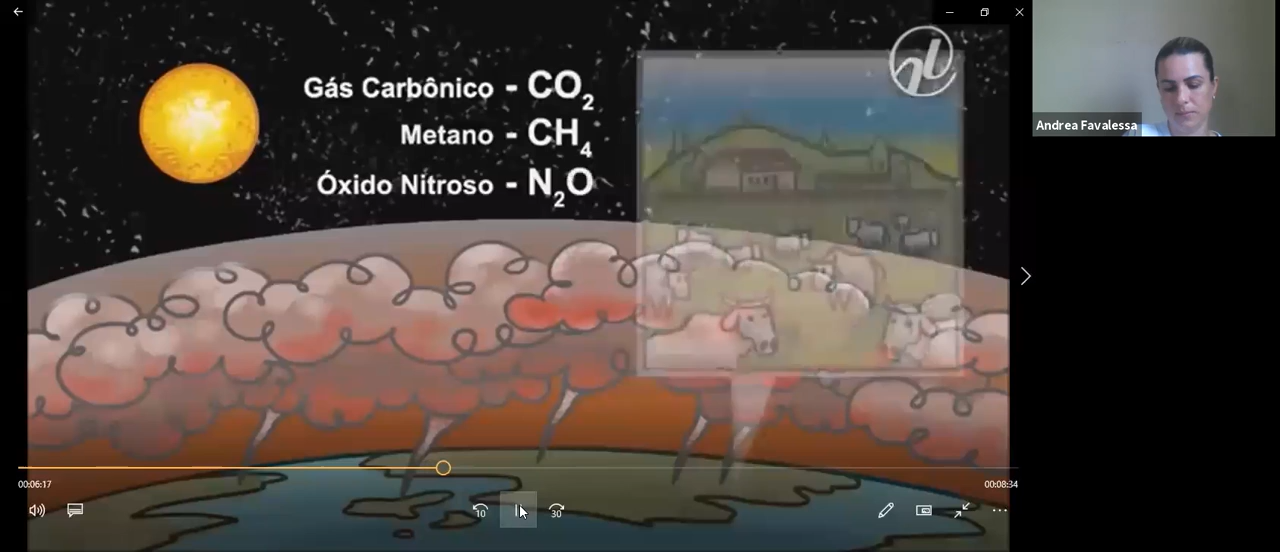 Gás Carbônico - CO₂
Metano - CH₄
Óxido Nitroso - N₂O
Andrea Favalessa
00:06:17
00:08:34
10
30